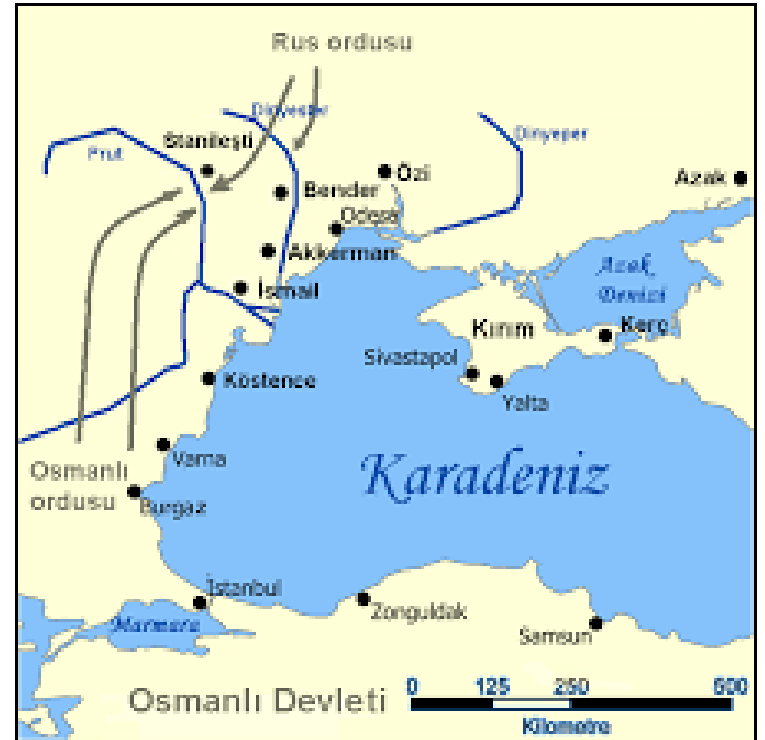 Rus ordusu
Dinyester
Stanileşti
Prut
Dinyeper
Özi
Azak
Bender
Odesa
Akkerman
Azak
Denizi
İsmail
Kırım
Kerç
Sivastapol
Köstence
Yalta
Varna
Karadeniz
Osmanlı
ordusu
Burgaz
İstanbul
Zonguldak
Marmara
Samsun
Osmanlı Devleti
0 125 250 500
Kilometre